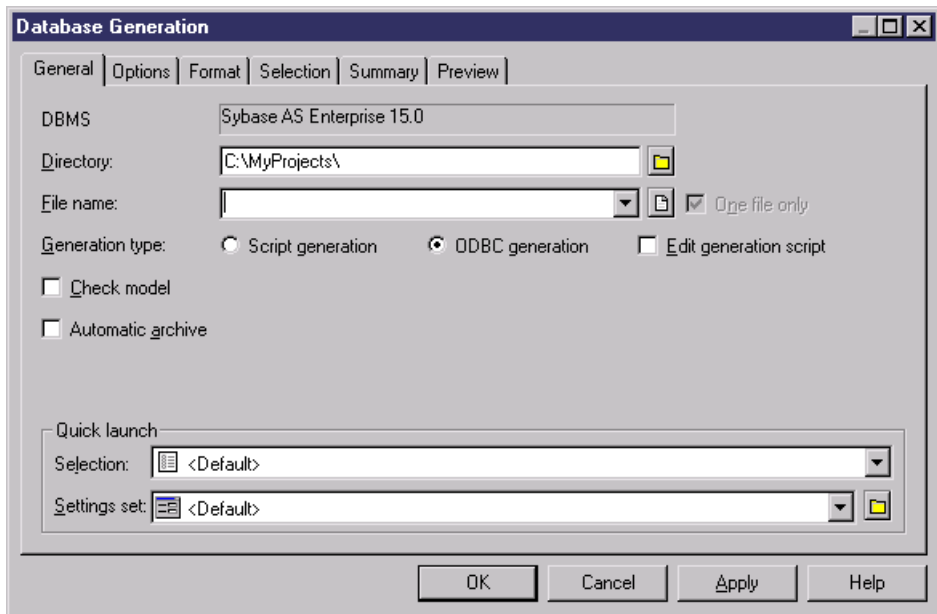 Database Generation
General Options Format Selection Summary Preview
DBMS Sybase AS Enterprise 15.0
Directory: C:\MyProjects\
File name: One file only
Generation type: Script generation ODBC generation Edit generation script
Check model
Automatic archive
Quick launch
Selection: <Default>
Settings set: <Default>
OK Cancel Apply Help